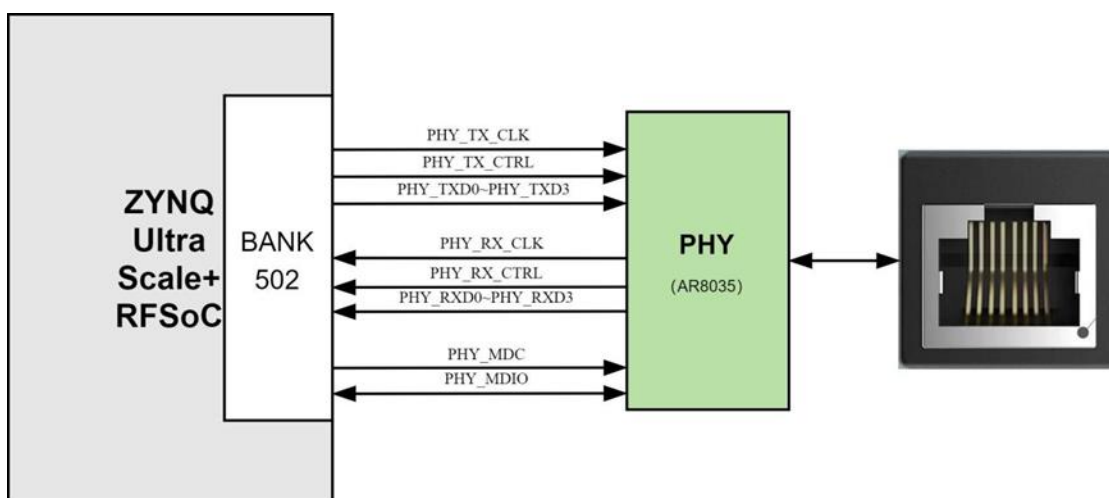 ZYNQ
Ultra
Scale+
RFSoC
BANK
502
PHY_TX_CLK
PHY_TX_CTRL
PHY_TXD0~PHY_TXD3
PHY_RX_CLK
PHY_RX_CTRL
PHY_RXD0~PHY_RXD3
PHY_MDC
PHY_MDIO
PHY
(AR8035)